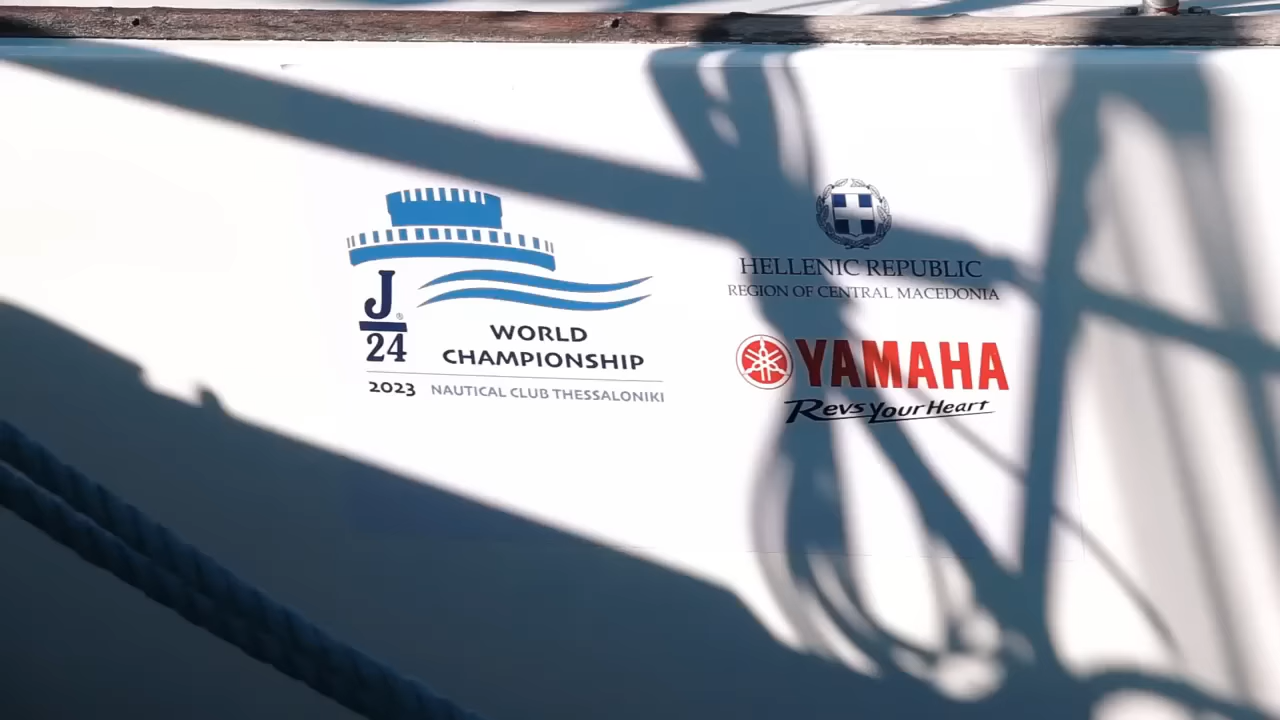 J®
24
WORLD
CHAMPIONSHIP
2023 NAUTICAL CLUB THESSALONIKI
HELLENIC REPUBLIC
REGION OF CENTRAL MACEDONIA
YAMAHA
Revs Your Heart